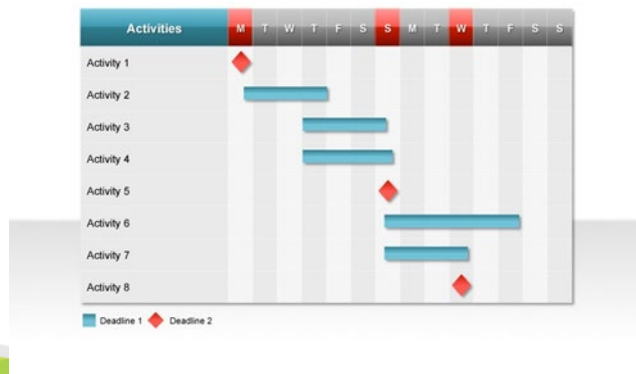 Activities M T W T F S S M T W T F S S
Activity 1
Activity 2
Activity 3
Activity 4
Activity 5
Activity 6
Activity 7
Activity 8
Deadline 1 Deadline 2